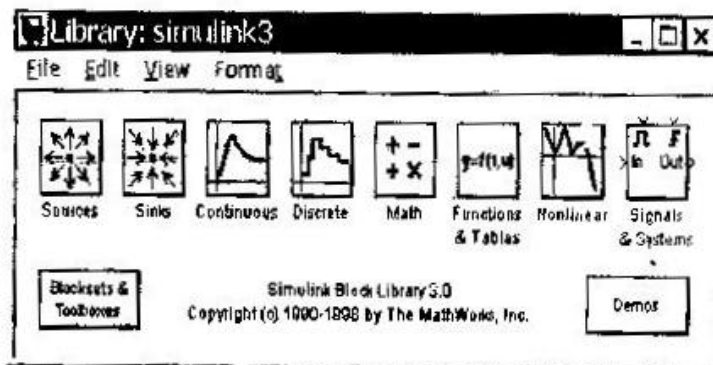 Library: simulink3
File Edit View Format
+ −
+ ×
y=f(t,u)
In Out
Sources Sinks Continuous Discrete Math Functions & Tables Nonlinear Signals & Systems
Blocksets & Toolboxes
Simulink Block Library 3.0
Copyright (c) 1990-1998 by The MathWorks, Inc.
Demos